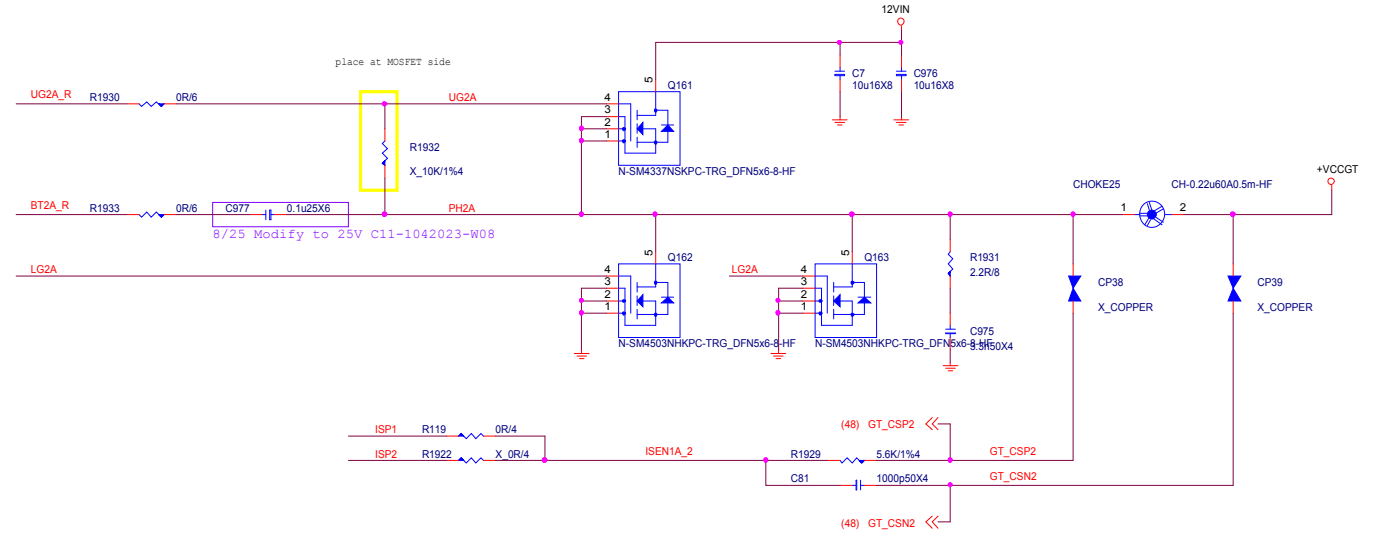 12VIN
place at MOSFET side
5
Q161
C7
10u16X8
C976
10u16X8
UG2A_R
R1930
0R/6
UG2A
4
3
2
1
R1932
X_10K/1%4
N-SM4337NSKPC-TRG_DFN5x6-8-HF
+VCCGT
CHOKE25
CH-0.22u60A0.5m-HF
BT2A_R
R1933
0R/6
C977
0.1u25X6
PH2A
1
2
8/25 Modify to 25V C11-1042023-W08
5
Q162
5
Q163
LG2A
4
3
2
1
LG2A
4
3
2
1
R1931
2.2R/8
CP38
X_COPPER
CP39
X_COPPER
C975
3.3n50X4
N-SM4503NHKPC-TRG_DFN5x6-8-HF
N-SM4503NHKPC-TRG_DFN5x6-8-HF
(48) GT_CSP2
ISP1
R119
0R/4
ISP2
R1922
X_0R/4
ISEN1A_2
R1929
5.6K/1%4
GT_CSP2
C81
1000p50X4
GT_CSN2
(48) GT_CSN2